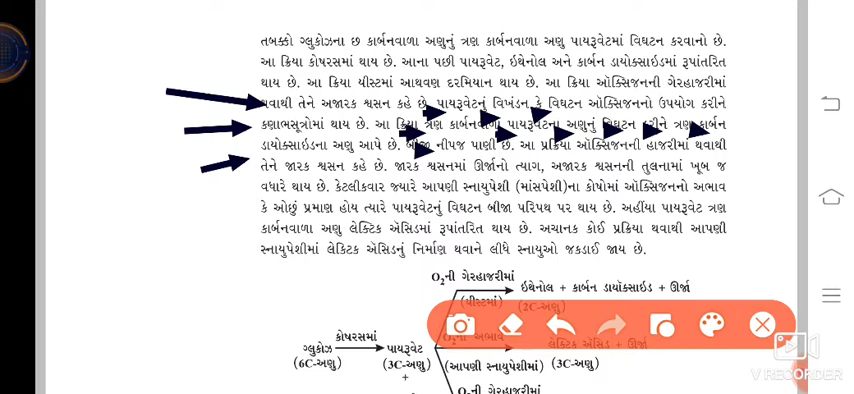 તબક્કો ગ્લુકોઝના છ કાર્બનવાળા અણુનું ત્રણ કાર્બનવાળા અણુ પાયરૂવેટમાં વિઘટન કરવાનો છે.
આ ક્રિયા કોષરસમાં થાય છે. આના પછી પાયરૂવેટ, ઇથેનોલ અને કાર્બન ડાયોક્સાઇડમાં રૂપાંતરિત
થાય છે. આ ક્રિયા યીસ્ટમાં આથવણ દરમિયાન થાય છે. આ ક્રિયા ઑક્સિજનની ગેરહાજરીમાં
થવાથી તેને અજારક શ્વસન કહે છે. પાયરૂવેટનું વિખંડન કે વિઘટન ઑક્સિજનનો ઉપયોગ કરીને
કણાભસૂત્રોમાં થાય છે. આ ક્રિયા ત્રણ કાર્બનવાળા પાયરૂવેટના અણુનું વિઘટન કરીને ત્રણ કાર્બન
ડાયોક્સાઇડના અણુ આપે છે. બીજી નીપજ પાણી છે. આ પ્રક્રિયા ઑક્સિજનની હાજરીમાં થવાથી
તેને જારક શ્વસન કહે છે. જારક શ્વસનમાં ઊર્જાનો ત્યાગ, અજારક શ્વસનની તુલનામાં ખૂબ જ
વધારે થાય છે. કેટલીકવાર જ્યારે આપણી સ્નાયુપેશી (માંસપેશી)ના કોષોમાં ઑક્સિજનનો અભાવ
કે ઓછું પ્રમાણ હોય ત્યારે પાયરૂવેટનું વિઘટન બીજા પરિપથ પર થાય છે. અહીંયા પાયરૂવેટ ત્રણ
કાર્બનવાળા અણુ લેક્ટિક ઍસિડમાં રૂપાંતરિત થાય છે. અચાનક કોઈ પ્રક્રિયા થવાથી આપણી
સ્નાયુપેશીમાં લેક્ટિક ઍસિડનું નિર્માણ થવાને લીધે સ્નાયુઓ જકડાઈ જાય છે.
O₂ની ગેરહાજરીમાં
ઇથેનોલ + કાર્બન ડાયૉક્સાઇડ + ઊર્જા
(યીસ્ટમાં)
(2C-અણુ)
કોષરસમાં
O₂ના અભાવ
ગ્લુકોઝ
પાયરૂવેટ
લેક્ટિક ઍસિડ + ઊર્જા
(6C-અણુ)
(3C-અણુ)
(આપણી સ્નાયુપેશીમાં)
(3C-અણુ)
+
O₂ની ગેરહાજરીમાં
V RECORDER